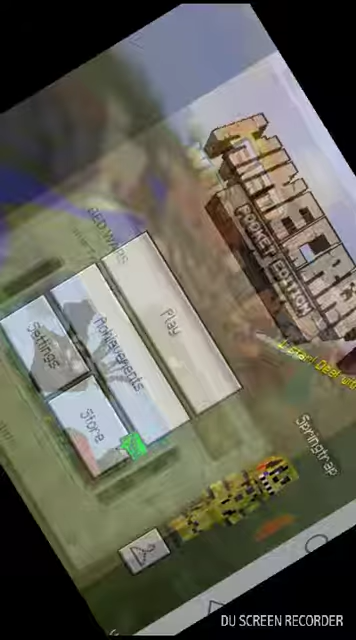 MINECRAFT
POCKET EDITION
Play
Achievements
Settings
Store
Springtrap
DU SCREEN RECORDER